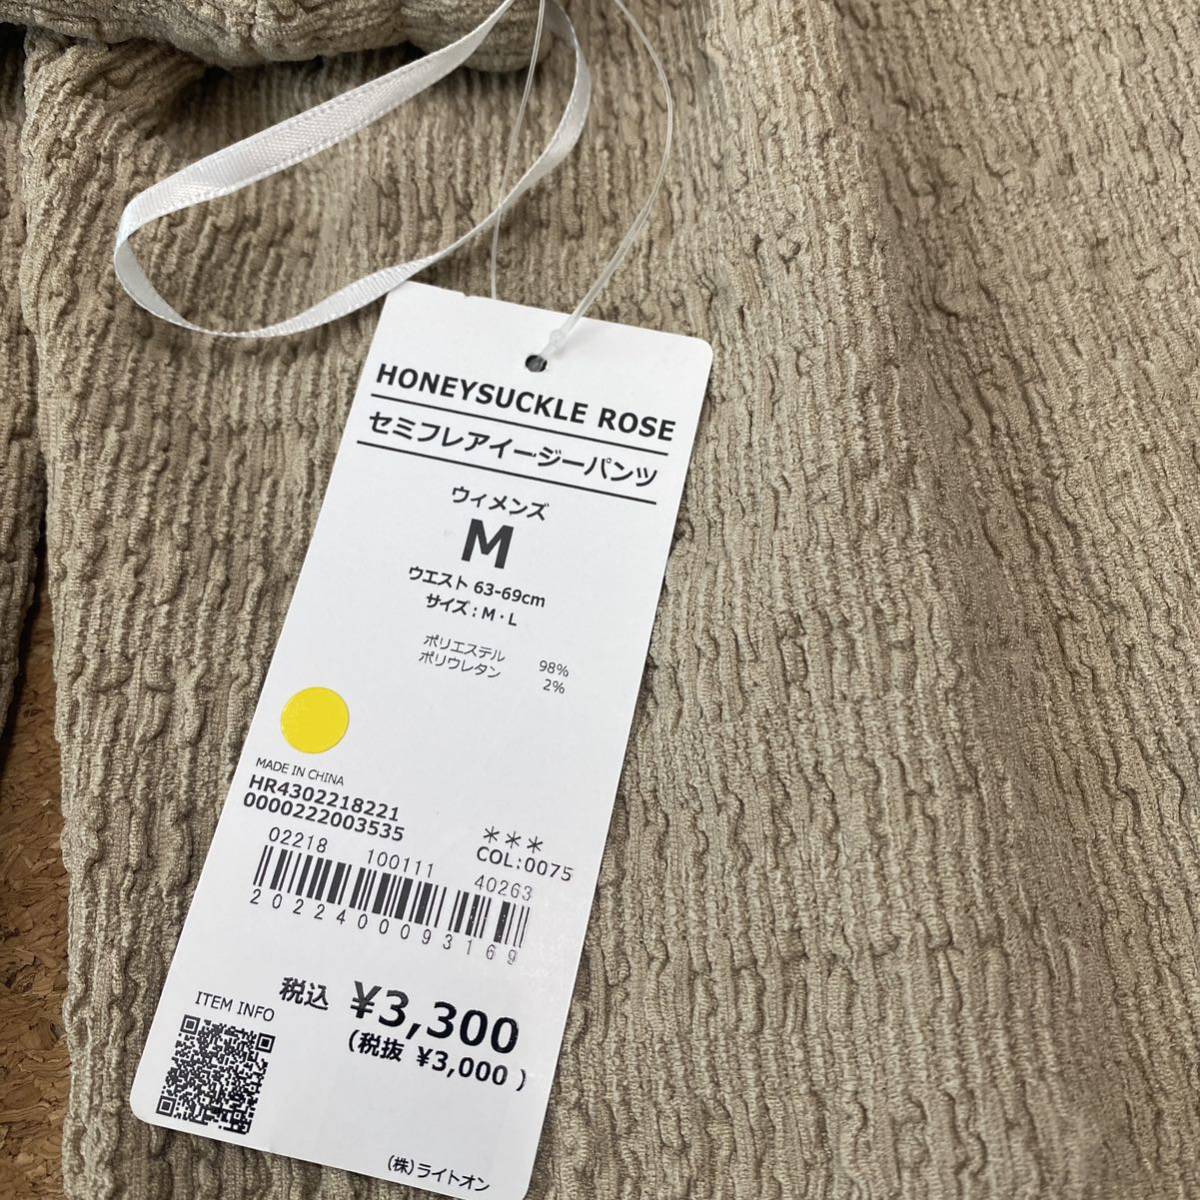 HONEYSUCKLE ROSE
セミフレアイージーパンツ
ウィメンズ
M
ウエスト 63-69cm
サイズ : M・L
ポリエステル 98%
ポリウレタン 2%
MADE IN CHINA
HR4302218221
0000222003535
***
COL:0075
02218 100111 40263
2022400093169
税込 ¥3,300
(税抜 ¥3,000 )
ITEM INFO
(株)ライトオン